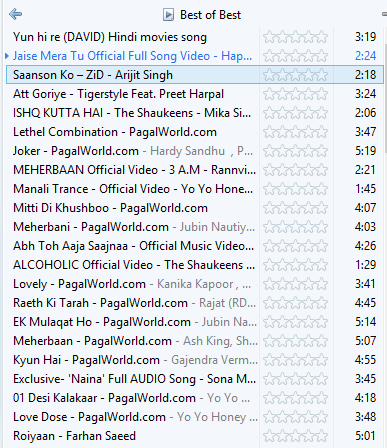 Best of Best
Yun hi re (DAVID) Hindi movies song 3:19
Jaise Mera Tu Official Full Song Video - Hap... 2:24
Saanson Ko – ZiD - Arijit Singh 2:18
Att Goriye - Tigerstyle Feat. Preet Harpal 3:24
ISHQ KUTTA HAI - The Shaukeens - Mika Si... 2:06
Lethel Combination - PagalWorld.com 3:47
Joker - PagalWorld.com - Hardy Sandhu , P... 5:19
MEHERBAAN Official Video - 3 A.M - Rannvi... 2:21
Manali Trance - Official Video - Yo Yo Hone... 1:45
Mitti Di Khushboo - PagalWorld.com 4:07
Meherbani - PagalWorld.com - Jubin Nautiy... 4:03
Abh Toh Aaja Saajnaa - Official Music Video... 4:26
ALCOHOLIC Official Video - The Shaukeens ... 1:29
Lovely - PagalWorld.com - Kanika Kapoor , ... 3:41
Raeth Ki Tarah - PagalWorld.com - Rajat (RD... 4:45
EK Mulaqat Ho - PagalWorld.com - Jubin Na... 5:14
Meherbaan - PagalWorld.com - Ash King, Sh... 5:07
Kyun Hai - PagalWorld.com - Gajendra Verm... 4:55
Exclusive- 'Naina' Full AUDIO Song - Sona M... 3:45
01 Desi Kalakaar - PagalWorld.com - Yo Yo ... 4:18
Love Dose - PagalWorld.com - Yo Yo Honey ... 3:48
Roiyaan - Farhan Saeed 5:01